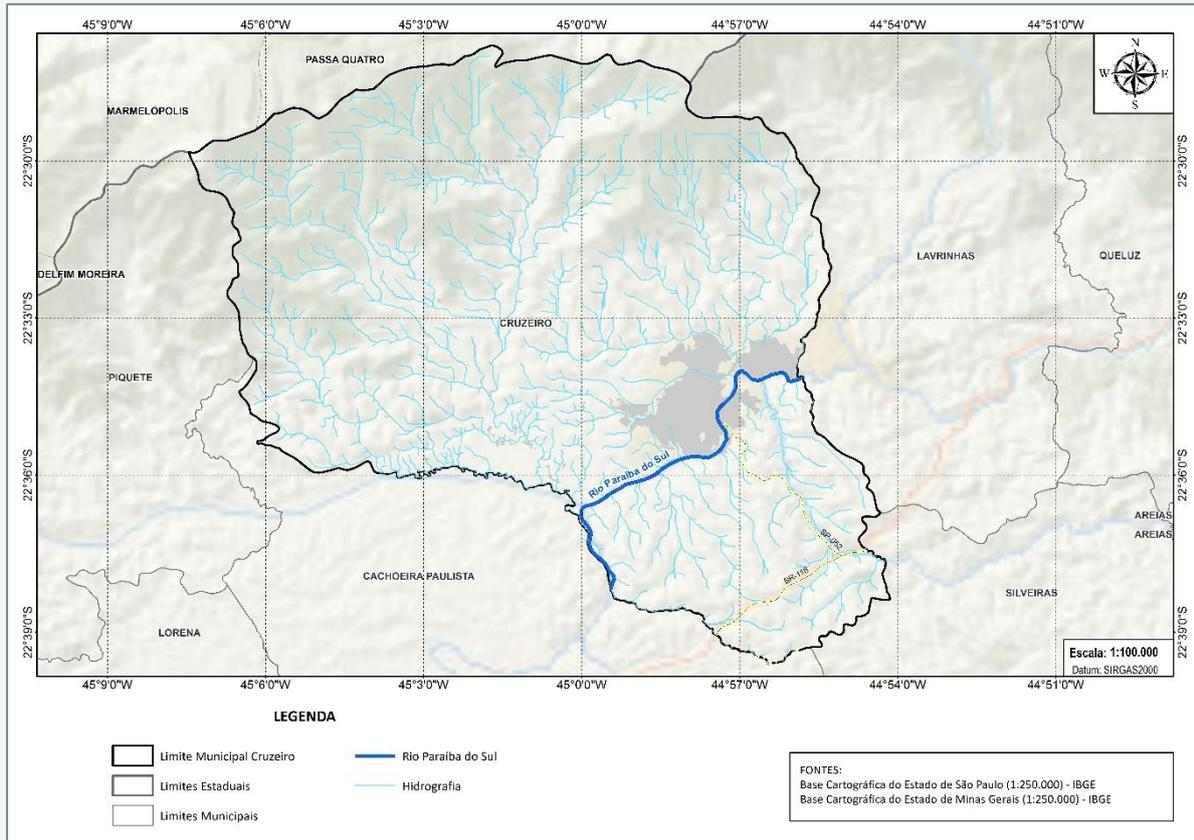 45°9'0"W 45°6'0"W 45°3'0"W 45°0'0"W 44°57'0"W 44°54'0"W 44°51'0"W
N
W E
S
PASSA QUATRO
MARMELÓPOLIS
22°30'0"S 22°30'0"S
LAVRINHAS
QUELUZ
DELFIM MOREIRA
22°33'0"S 22°33'0"S
CRUZEIRO
PIQUETE
Rio Paraíba do Sul
22°36'0"S 22°36'0"S
AREIAS
AREIAS
SP-052
BR-116
CACHOEIRA PAULISTA
SILVEIRAS
LORENA
22°39'0"S 22°39'0"S
Escala: 1:100.000
Datum: SIRGAS2000
45°9'0"W 45°6'0"W 45°3'0"W 45°0'0"W 44°57'0"W 44°54'0"W 44°51'0"W
LEGENDA
Limite Municipal Cruzeiro
Limites Estaduais
Limites Municipais
Rio Paraíba do Sul
Hidrografia
FONTES:
Base Cartográfica do Estado de São Paulo (1:250.000) - IBGE
Base Cartográfica do Estado de Minas Gerais (1:250.000) - IBGE